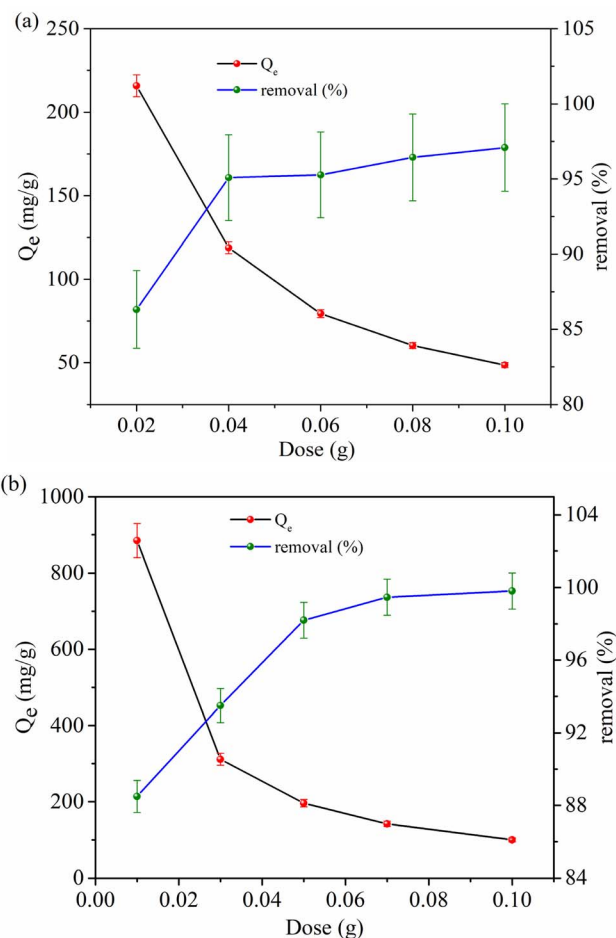 (a)
250
200
150
100
50
Qe (mg/g)
Qe
removal (%)
105
100
95
90
85
80
removal (%)
0.02 0.04 0.06 0.08 0.10
Dose (g)
(b)
1000
800
600
400
200
0
Qe (mg/g)
Qe
removal (%)
104
100
96
92
88
84
removal (%)
0.00 0.02 0.04 0.06 0.08 0.10
Dose (g)